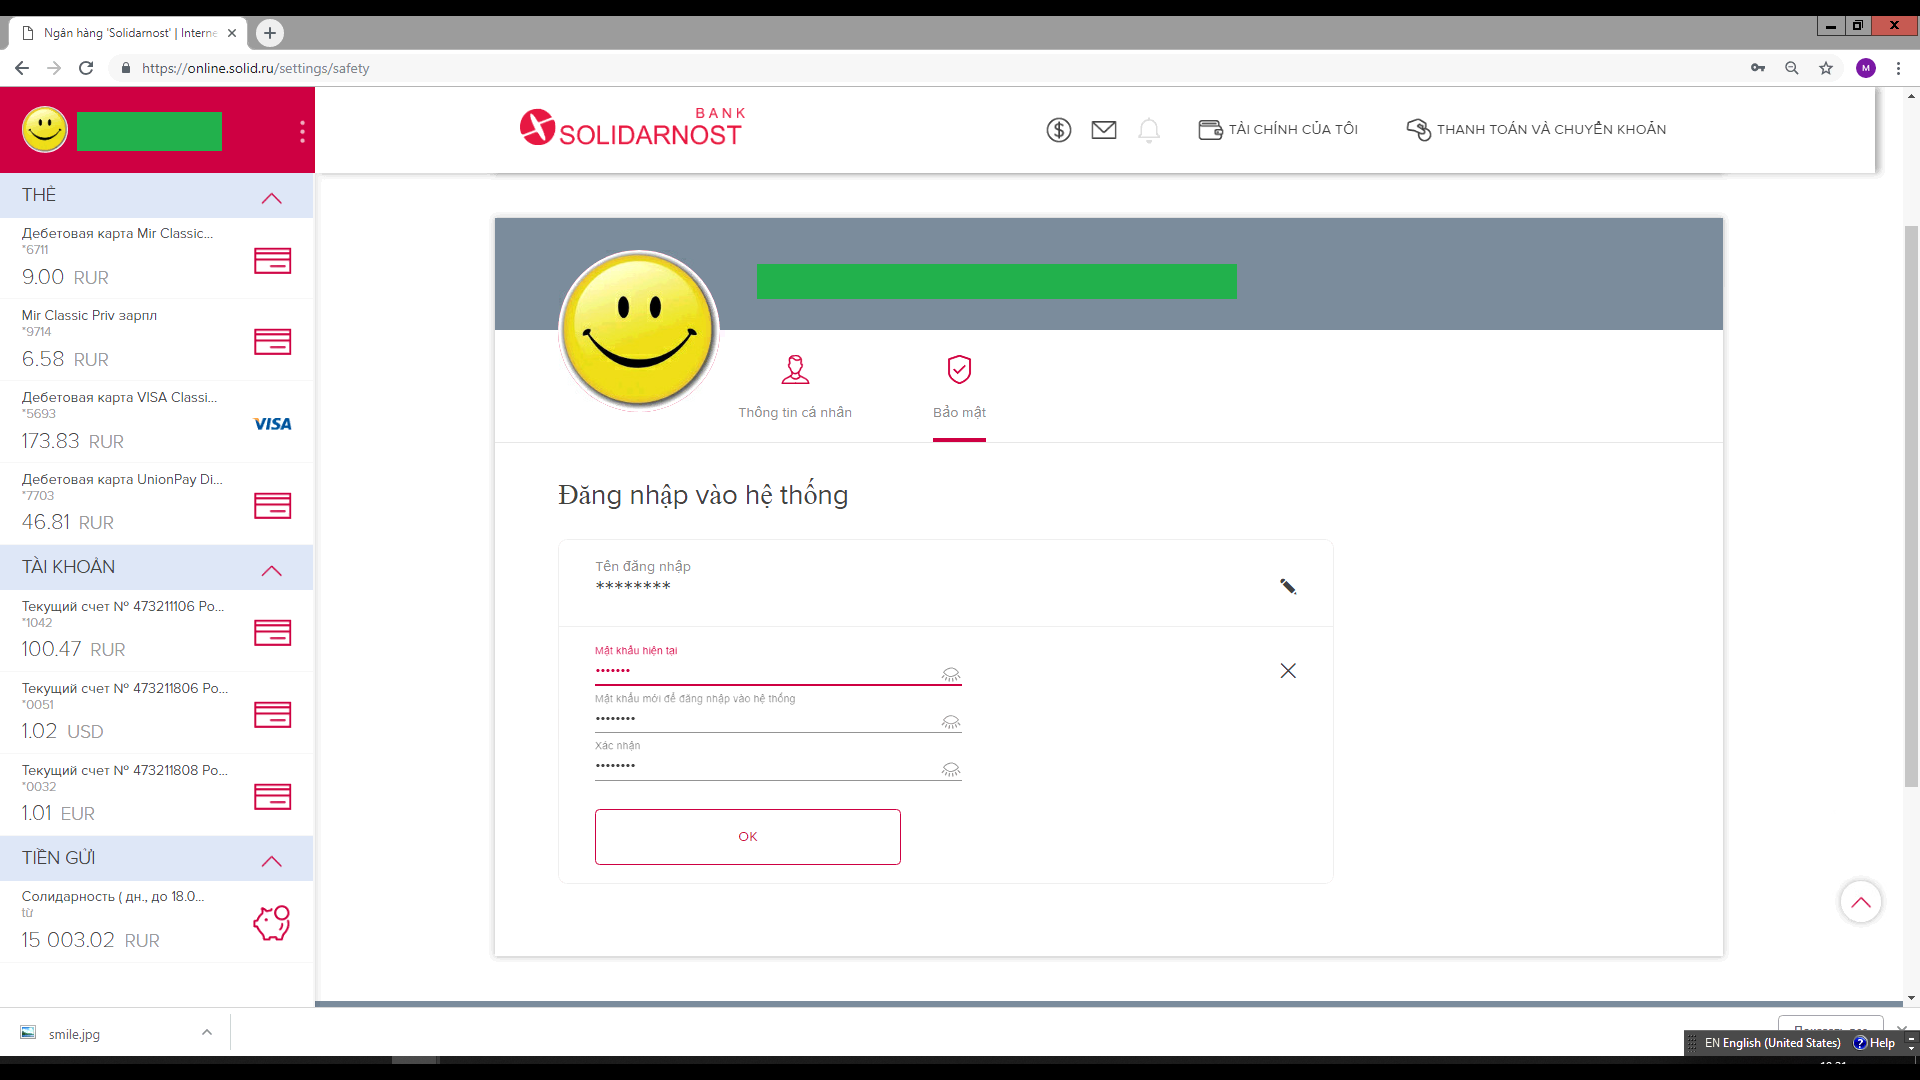 Ngân hàng 'Solidarnost' | Interne
https://online.solid.ru/settings/safety
M
BANK
SOLIDARNOST
TÀI CHÍNH CỦA TÔI
THANH TOÁN VÀ CHUYỂN KHOẢN
THẺ
Дебетовая карта Mir Classic...
*6711
9.00 RUR
Mir Classic Priv зарпл
*9714
6.58 RUR
Дебетовая карта VISA Classi...
*5693
173.83 RUR
VISA
Дебетовая карта UnionPay Di...
*7703
46.81 RUR
TÀI KHOẢN
Текущий счет № 473211106 Ро...
*1042
100.47 RUR
Текущий счет № 473211806 Ро...
*0051
1.02 USD
Текущий счет № 473211808 Ро...
*0032
1.01 EUR
TIỀN GỬI
Солидарность ( дн., до 18.0...
từ
15 003.02 RUR
Thông tin cá nhân
Bảo mật
Đăng nhập vào hệ thống
Tên đăng nhập
********
Mật khẩu hiện tại
•••••••
Mật khẩu mới để đăng nhập vào hệ thống
••••••••
Xác nhận
••••••••
OK
smile.jpg
EN English (United States)
Help